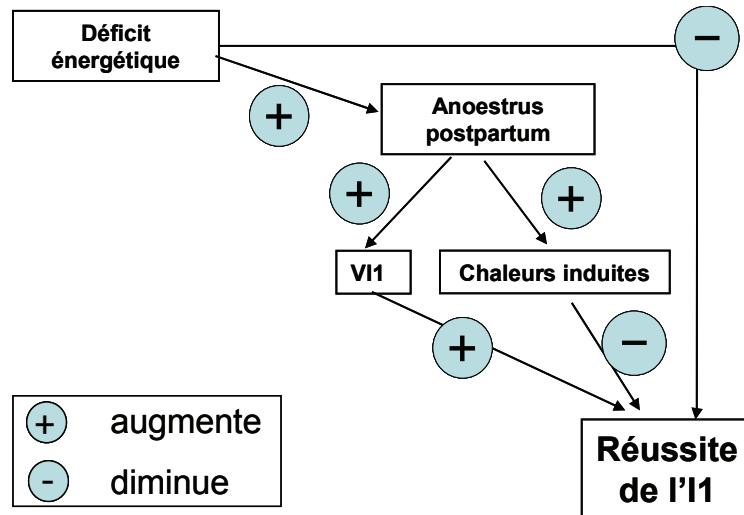 Déficit
énergétique
−
+
Anoestrus
postpartum
+
+
VI1
Chaleurs induites
+
−
+ augmente
- diminue
Réussite
de l'I1